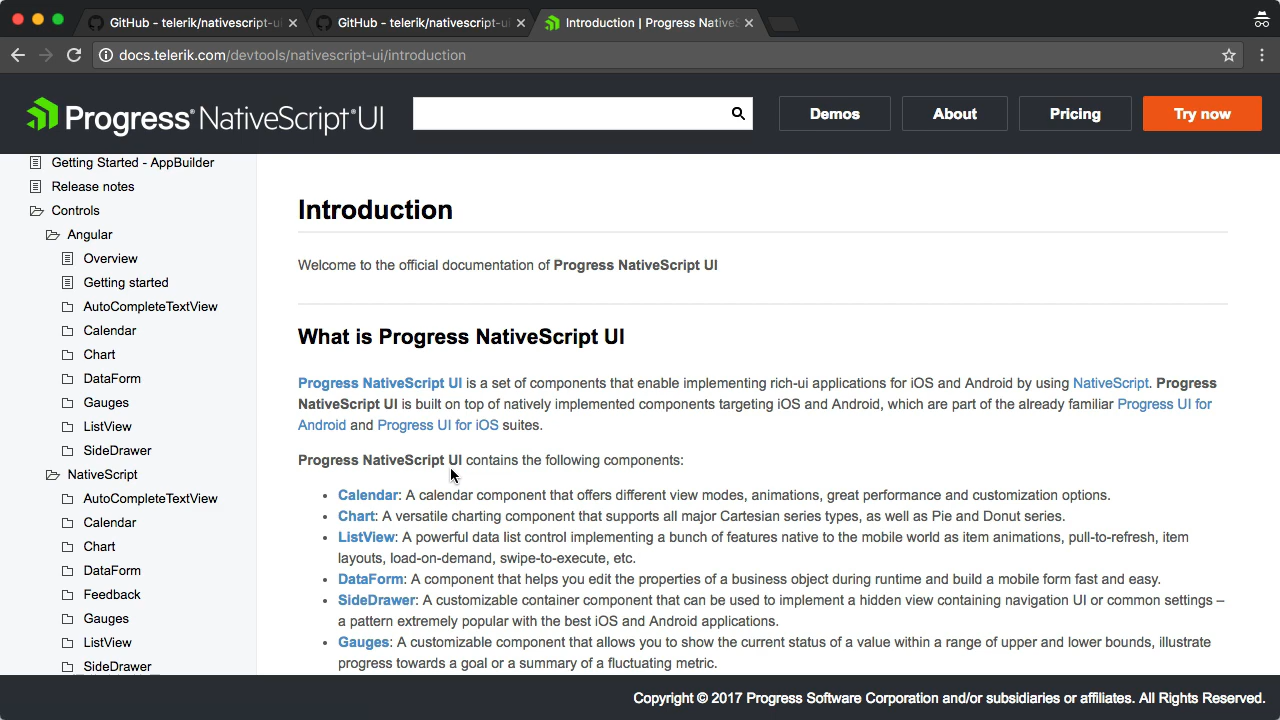 GitHub - telerik/nativescript-ui
GitHub - telerik/nativescript-ui
Introduction | Progress Native
docs.telerik.com/devtools/nativescript-ui/introduction
Progress® NativeScript® UI
Demos
About
Pricing
Try now
Getting Started - AppBuilder
Release notes
Controls
Angular
Overview
Getting started
AutoCompleteTextView
Calendar
Chart
DataForm
Gauges
ListView
SideDrawer
NativeScript
AutoCompleteTextView
Calendar
Chart
DataForm
Feedback
Gauges
ListView
SideDrawer
Introduction
Welcome to the official documentation of Progress NativeScript UI
What is Progress NativeScript UI
Progress NativeScript UI is a set of components that enable implementing rich-ui applications for iOS and Android by using NativeScript. Progress
NativeScript UI is built on top of natively implemented components targeting iOS and Android, which are part of the already familiar Progress UI for
Android and Progress UI for iOS suites.
Progress NativeScript UI contains the following components:
• Calendar: A calendar component that offers different view modes, animations, great performance and customization options.
• Chart: A versatile charting component that supports all major Cartesian series types, as well as Pie and Donut series.
• ListView: A powerful data list control implementing a bunch of features native to the mobile world as item animations, pull-to-refresh, item
layouts, load-on-demand, swipe-to-execute, etc.
• DataForm: A component that helps you edit the properties of a business object during runtime and build a mobile form fast and easy.
• SideDrawer: A customizable container component that can be used to implement a hidden view containing navigation UI or common settings –
a pattern extremely popular with the best iOS and Android applications.
• Gauges: A customizable component that allows you to show the current status of a value within a range of upper and lower bounds, illustrate
progress towards a goal or a summary of a fluctuating metric.
Copyright © 2017 Progress Software Corporation and/or subsidiaries or affiliates. All Rights Reserved.